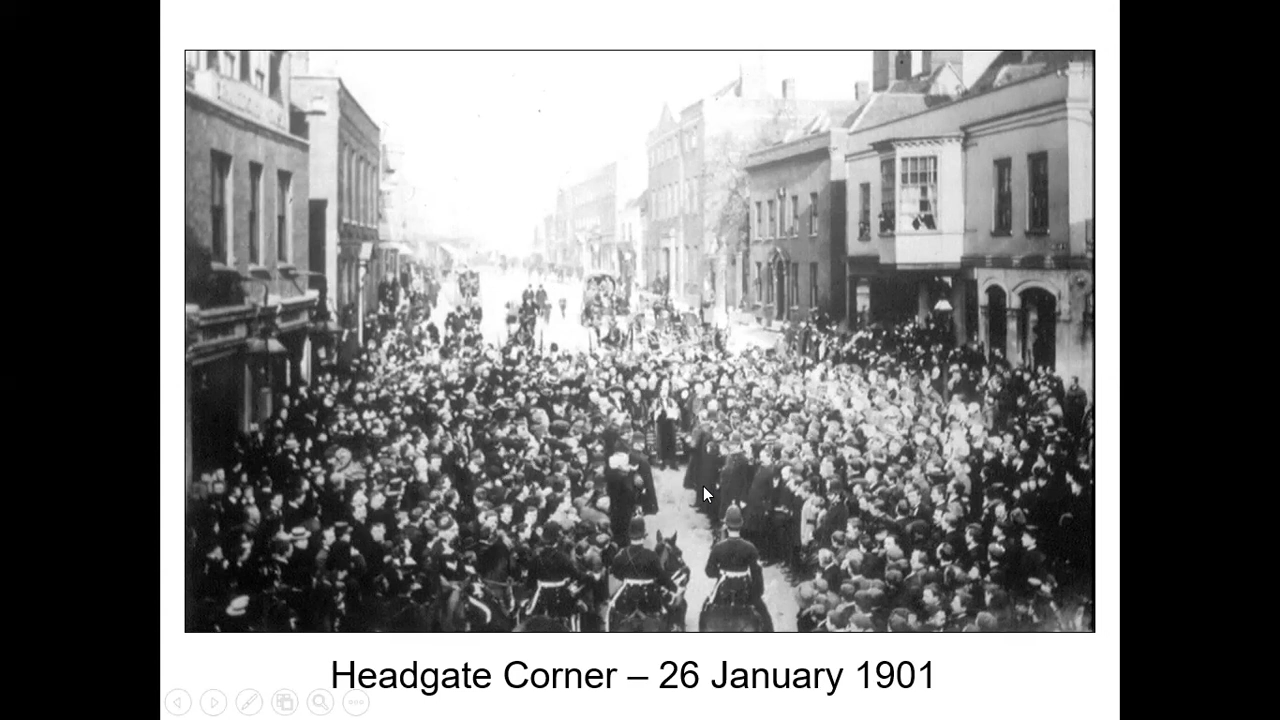 Headgate Corner – 26 January 1901